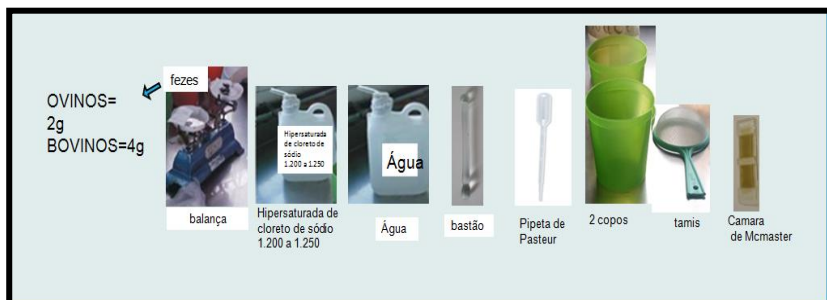 fezes
OVINOS=
2g
BOVINOS=4g
Hipersaturada
de cloreto de
sódio
1.200 a 1.250
Água
balança
Hipersaturada de
cloreto de sódio
1.200 a 1.250
Água
bastão
Pipeta de
Pasteur
2 copos
tamis
Camara
de Mcmaster